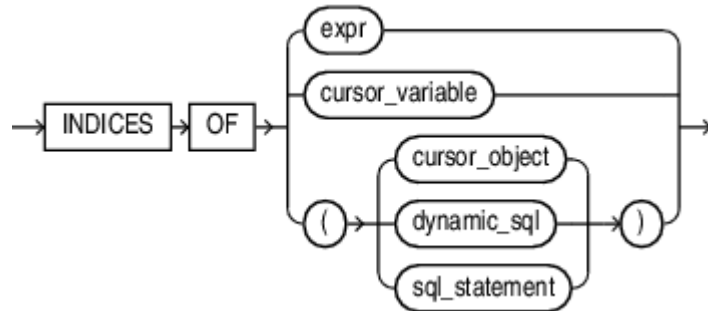 expr
cursor_variable
INDICES OF
cursor_object
( dynamic_sql )
sql_statement